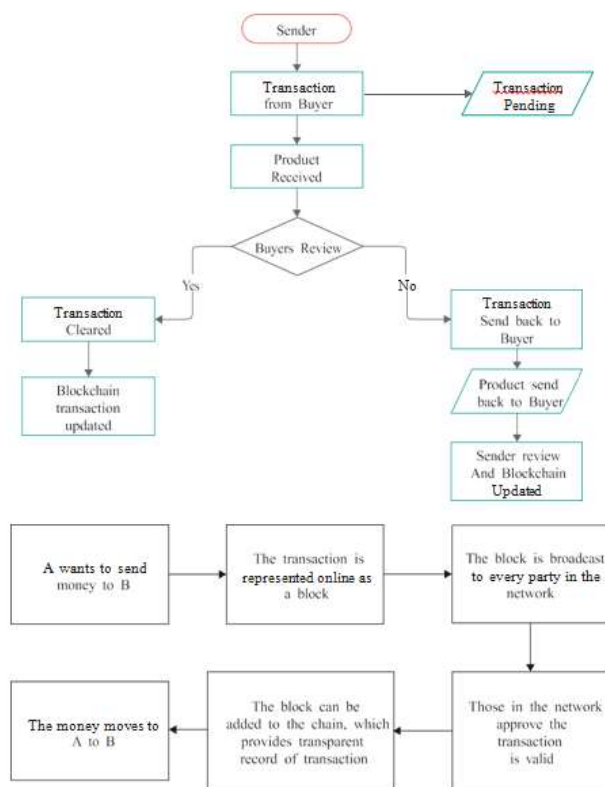 Sender
Transaction
from Buyer
Transaction
Pending
Product
Received
Buyers Review
Yes
No
Transaction
Cleared
Transaction
Send back to
Buyer
Blockchain
transaction
updated
Product send
back to Buyer
Sender review
And Blockchain
Updated
A wants to send
money to B
The transaction is
represented online as
a block
The block is broadcast
to every party in the
network
The money moves to
A to B
The block can be
added to the chain, which
provides transparent
record of transaction
Those in the network
approve the
transaction
is valid